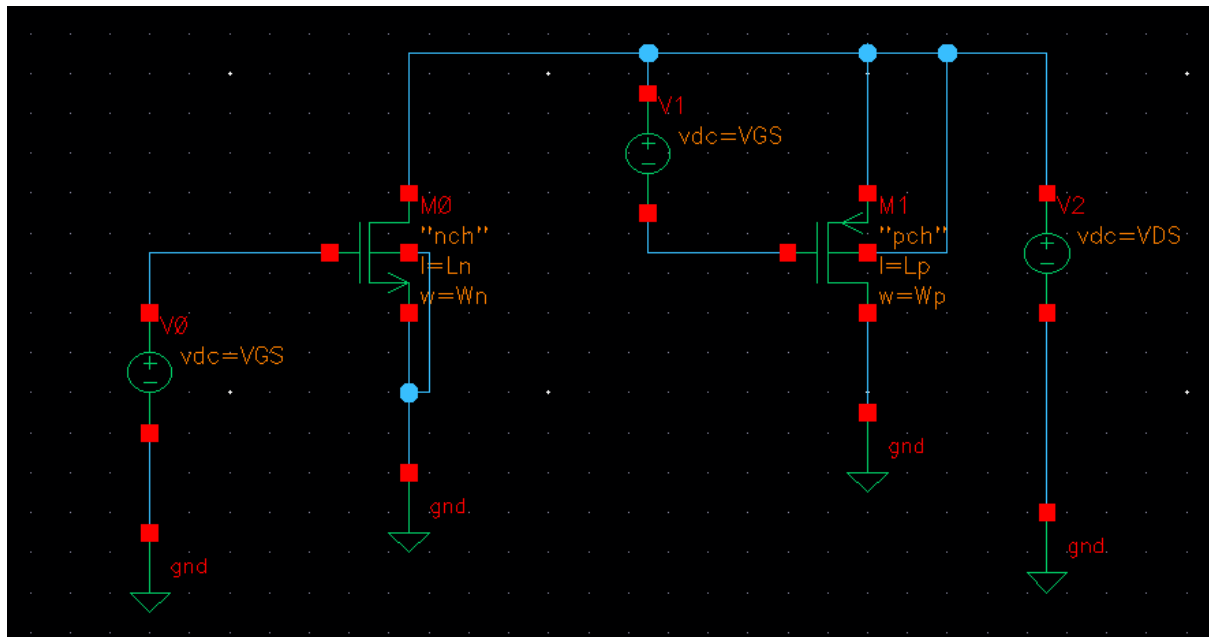 V1
vdc=VGS
M0
"nch"
l=Ln
w=Wn
M1
"pch"
l=Lp
w=Wp
V2
vdc=VDS
V0
vdc=VGS
gnd
gnd
gnd
gnd